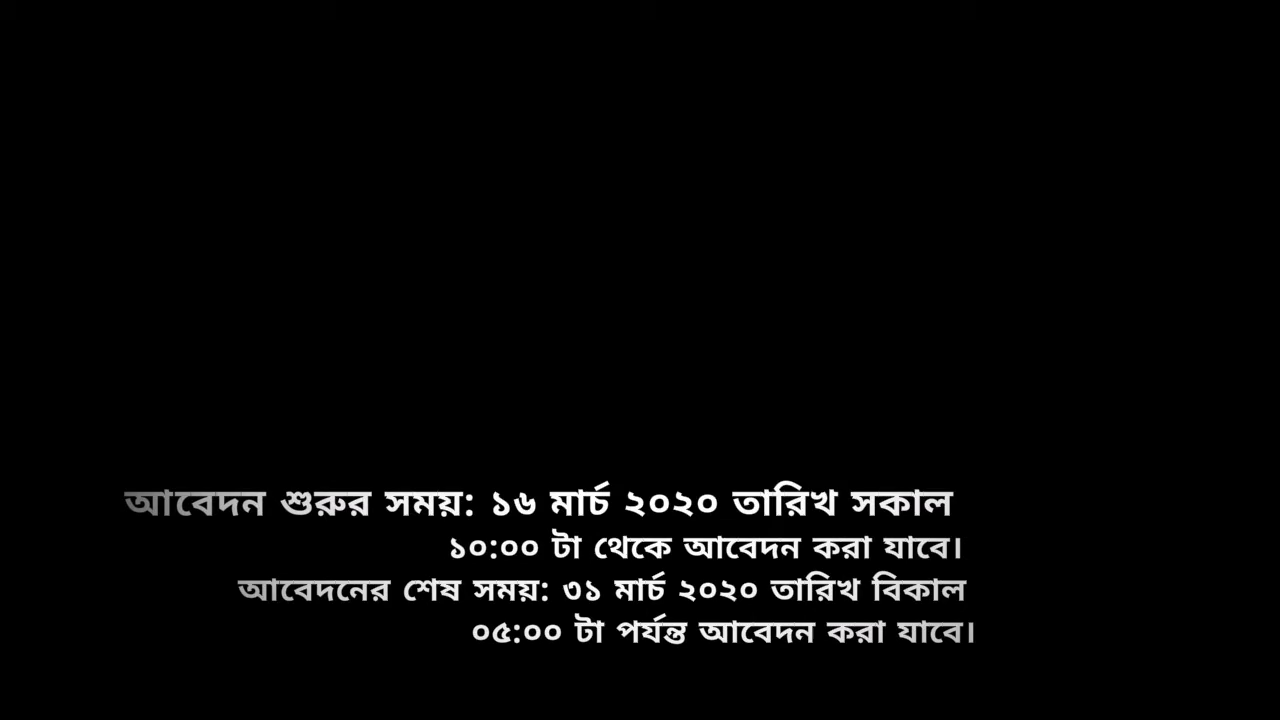 আবেদন শুরুর সময়: ১৬ মার্চ ২০২০ তারিখ সকাল
১০:০০ টা থেকে আবেদন করা যাবে।
আবেদনের শেষ সময়: ৩১ মার্চ ২০২০ তারিখ বিকাল
০৫:০০ টা পর্যন্ত আবেদন করা যাবে।